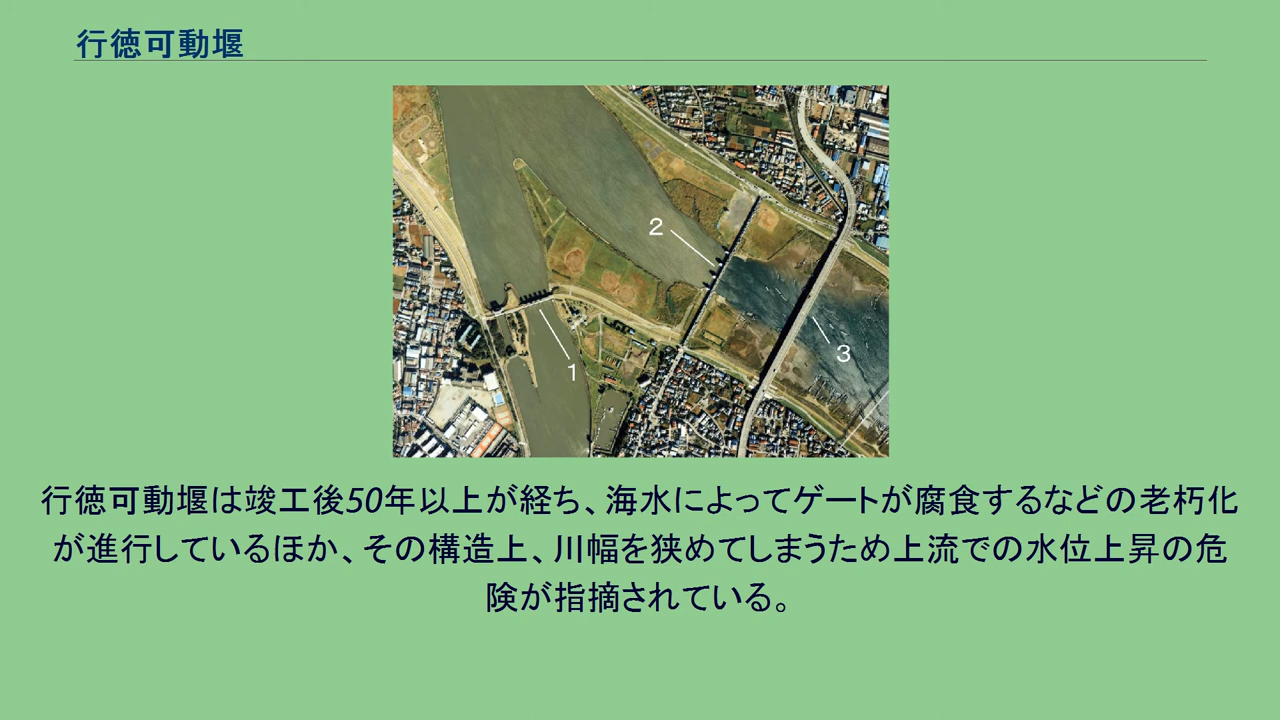 行徳可動堰
2
3
1
行徳可動堰は竣工後50年以上が経ち、海水によってゲートが腐食するなどの老朽化
が進行しているほか、その構造上、川幅を狭めてしまうため上流での水位上昇の危
険が指摘されている。